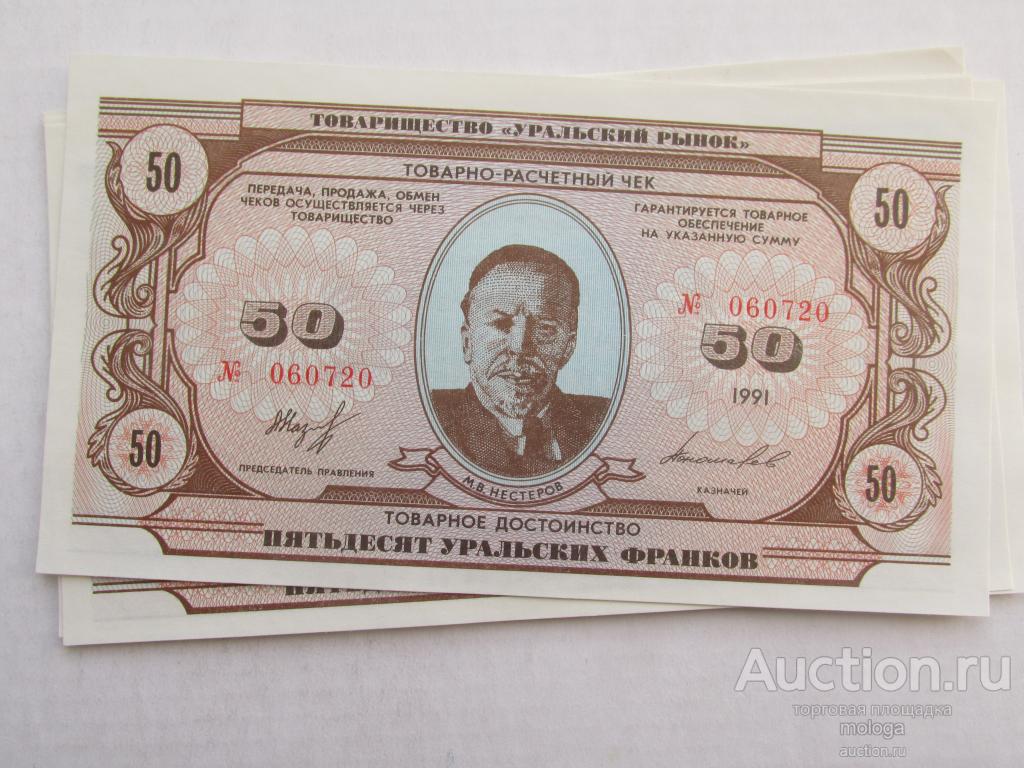 ТОВАРИЩЕСТВО «УРАЛЬСКИЙ РЫНОК»
ТОВАРНО-РАСЧЕТНЫЙ ЧЕК
50
50
ПЕРЕДАЧА, ПРОДАЖА, ОБМЕН
ЧЕКОВ ОСУЩЕСТВЛЯЕТСЯ ЧЕРЕЗ
ТОВАРИЩЕСТВО
ГАРАНТИРУЕТСЯ ТОВАРНОЕ
ОБЕСПЕЧЕНИЕ
НА УКАЗАННУЮ СУММУ
50
№ 060720
№ 060720
50
1991
50
50
ПРЕДСЕДАТЕЛЬ ПРАВЛЕНИЯ
М.В. НЕСТЕРОВ
КАЗНАЧЕЙ
ТОВАРНОЕ ДОСТОИНСТВО
ПЯТЬДЕСЯТ УРАЛЬСКИХ ФРАНКОВ
Auction.ru
торговая площадка
mologa
auction.ru